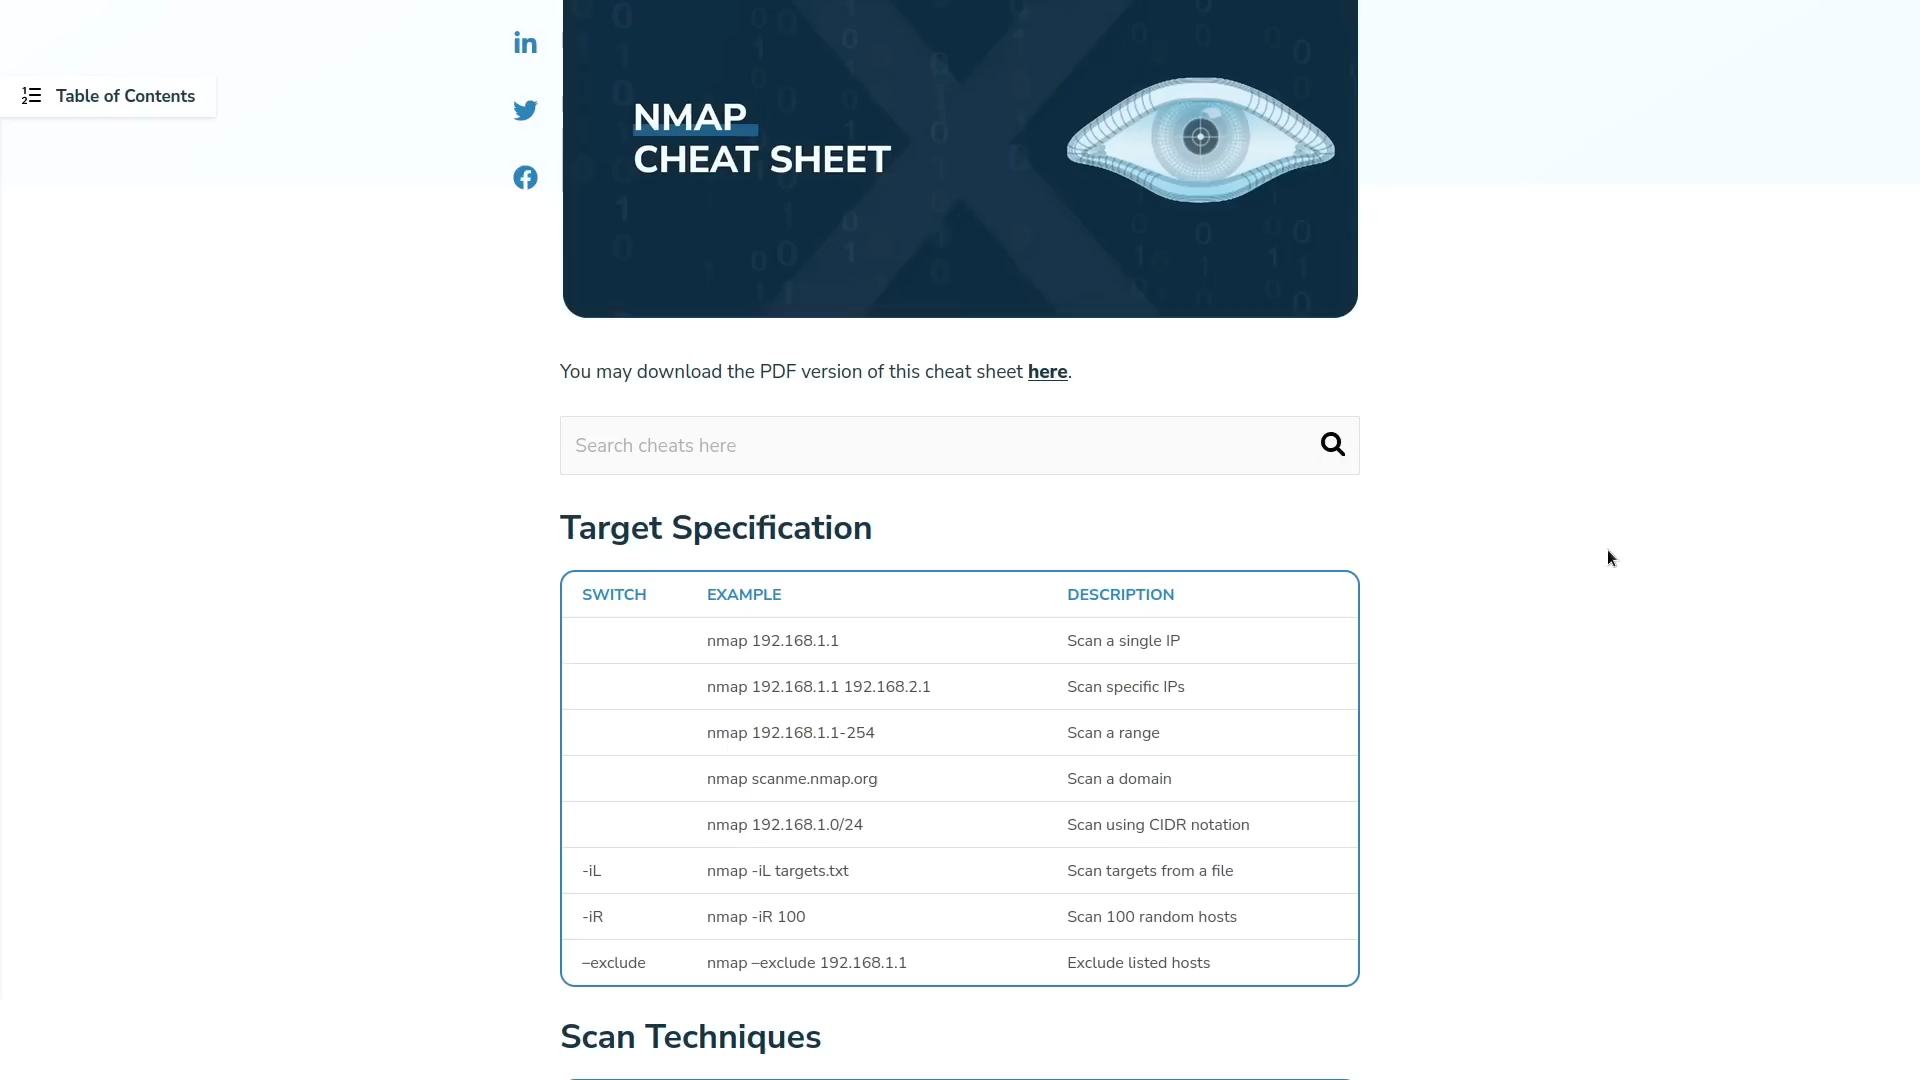 Table of Contents
NMAP
CHEAT SHEET
You may download the PDF version of this cheat sheet here.
Search cheats here
Target Specification
SWITCH EXAMPLE DESCRIPTION
nmap 192.168.1.1 Scan a single IP
nmap 192.168.1.1 192.168.2.1 Scan specific IPs
nmap 192.168.1.1-254 Scan a range
nmap scanme.nmap.org Scan a domain
nmap 192.168.1.0/24 Scan using CIDR notation
-iL nmap -iL targets.txt Scan targets from a file
-iR nmap -iR 100 Scan 100 random hosts
–exclude nmap –exclude 192.168.1.1 Exclude listed hosts
Scan Techniques